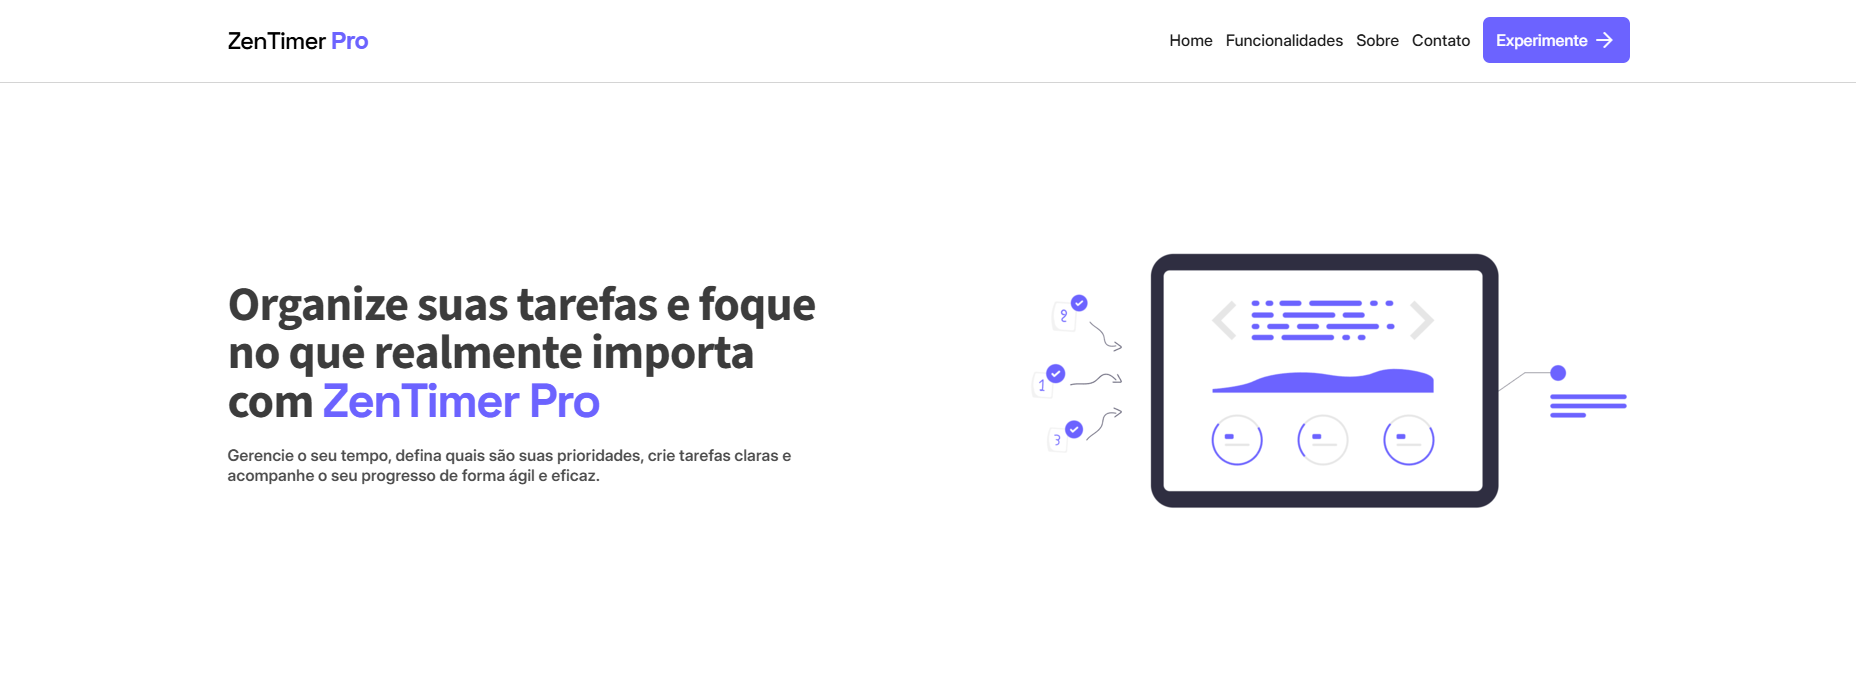 ZenTimer Pro
Home Funcionalidades Sobre Contato Experimente
Organize suas tarefas e foque
no que realmente importa
com ZenTimer Pro
Gerencie o seu tempo, defina quais são suas prioridades, crie tarefas claras e
acompanhe o seu progresso de forma ágil e eficaz.
2
1
3